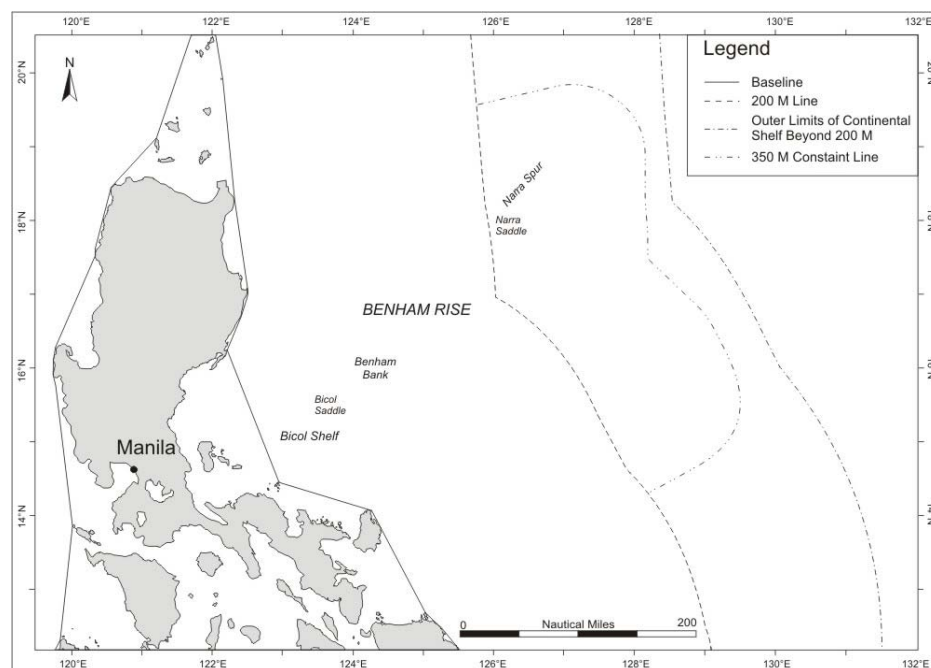 120°E 122°E 124°E 126°E 128°E 130°E 132°E
Legend
Baseline
200 M Line
Outer Limits of Continental
Shelf Beyond 200 M
350 M Constaint Line
N
20°N
18°N
16°N
14°N
Narra Spur
Narra
Saddle
BENHAM RISE
Benham
Bank
Bicol
Saddle
Bicol Shelf
Manila
0 Nautical Miles 200
120°E 122°E 124°E 126°E 128°E 130°E 132°E